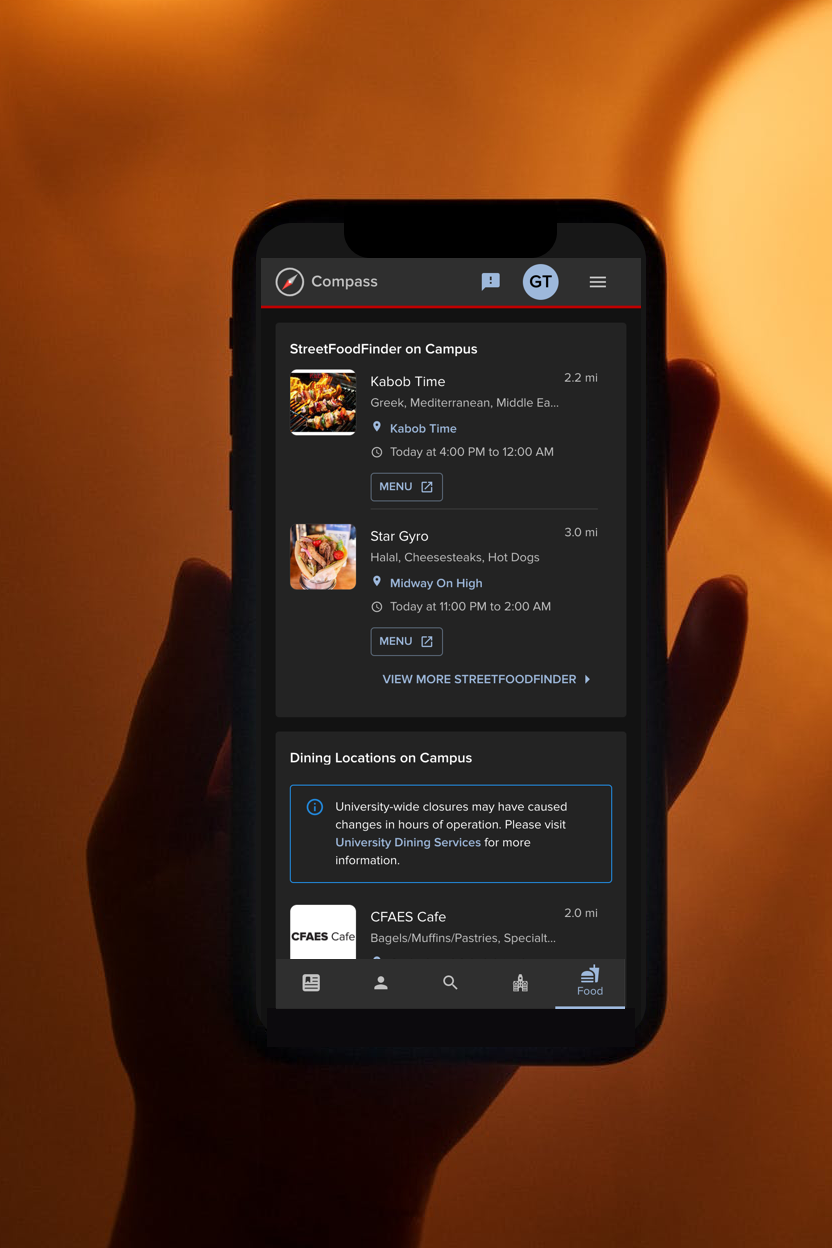 Compass
GT
StreetFoodFinder on Campus
Kabob Time
2.2 mi
Greek, Mediterranean, Middle Ea...
Kabob Time
Today at 4:00 PM to 12:00 AM
MENU
Star Gyro
3.0 mi
Halal, Cheesesteaks, Hot Dogs
Midway On High
Today at 11:00 PM to 2:00 AM
MENU
VIEW MORE STREETFOODFINDER
Dining Locations on Campus
University-wide closures may have caused
changes in hours of operation. Please visit
University Dining Services for more
information.
CFAES Cafe
CFAES Cafe
2.0 mi
Bagels/Muffins/Pastries, Specialt...
Food